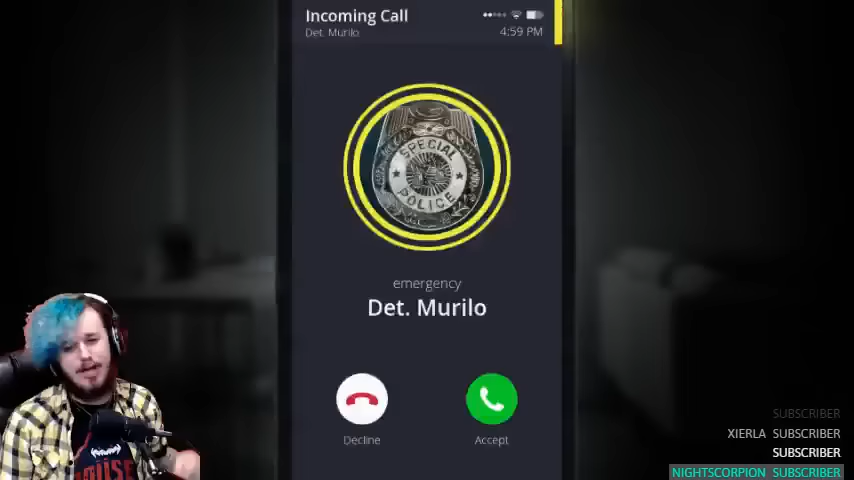 Incoming Call
Det. Murilo
4:59 PM
SPECIAL
POLICE
emergency
Det. Murilo
Decline
Accept
SUBSCRIBER
XIERLA SUBSCRIBER
SUBSCRIBER
NIGHTSCORPION SUBSCRIBER